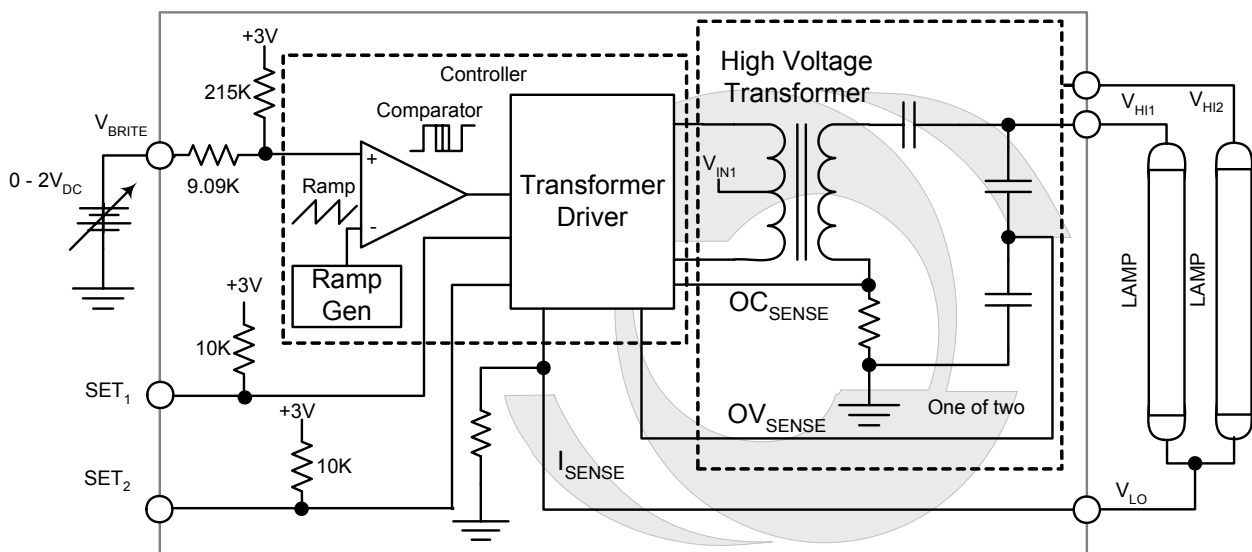 +3V
215K
V_BRITE
9.09K
0 - 2V_DC
Controller
Comparator
+
Ramp
-
Ramp
Gen
Transformer
Driver
High Voltage
Transformer
V_IN1
V_HI1
V_HI2
LAMP
LAMP
OC_SENSE
OV_SENSE
One of two
I_SENSE
V_LO
+3V
10K
SET_1
+3V
10K
SET_2